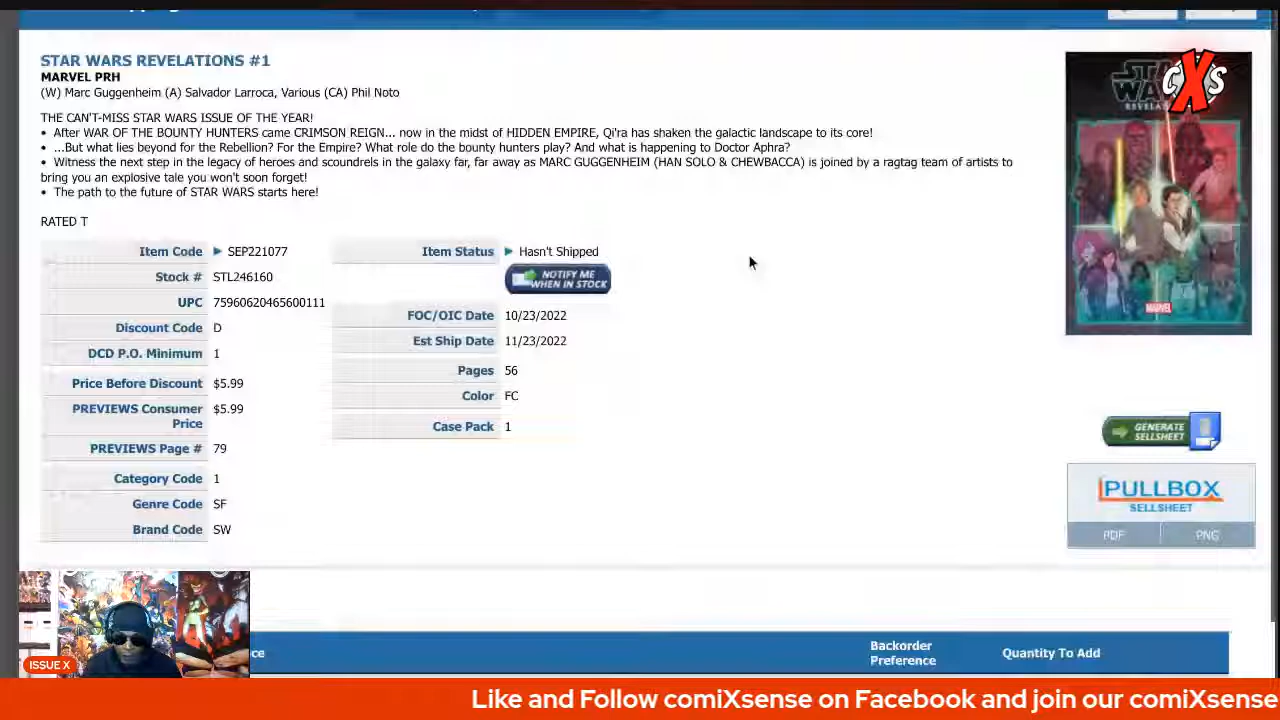 STAR WARS REVELATIONS #1
MARVEL PRH
(W) Marc Guggenheim (A) Salvador Larroca, Various (CA) Phil Noto
THE CAN'T-MISS STAR WARS ISSUE OF THE YEAR!
• After WAR OF THE BOUNTY HUNTERS came CRIMSON REIGN... now in the midst of HIDDEN EMPIRE, Qi'ra has shaken the galactic landscape to its core!
• ...But what lies beyond for the Rebellion? For the Empire? What role do the bounty hunters play? And what is happening to Doctor Aphra?
• Witness the next step in the legacy of heroes and scoundrels in the galaxy far, far away as MARC GUGGENHEIM (HAN SOLO & CHEWBACCA) is joined by a ragtag team of artists to
bring you an explosive tale you won't soon forget!
• The path to the future of STAR WARS starts here!
RATED T
Item Code SEP221077
Stock # STL246160
UPC 75960620465600111
Discount Code D
DCD P.O. Minimum 1
Price Before Discount $5.99
PREVIEWS Consumer $5.99
Price
PREVIEWS Page # 79
Category Code 1
Genre Code SF
Brand Code SW
Item Status Hasn't Shipped
NOTIFY ME
WHEN IN STOCK
FOC/OIC Date 10/23/2022
Est Ship Date 11/23/2022
Pages 56
Color FC
Case Pack 1
STAR
WARS
CXS
MARVEL
GENERATE
SELLSHEET
PULLBOX
SELLSHEET
PDF PNG
Backorder
Preference
Quantity To Add
ISSUE X
Like and Follow comiXsense on Facebook and join our comiXsense